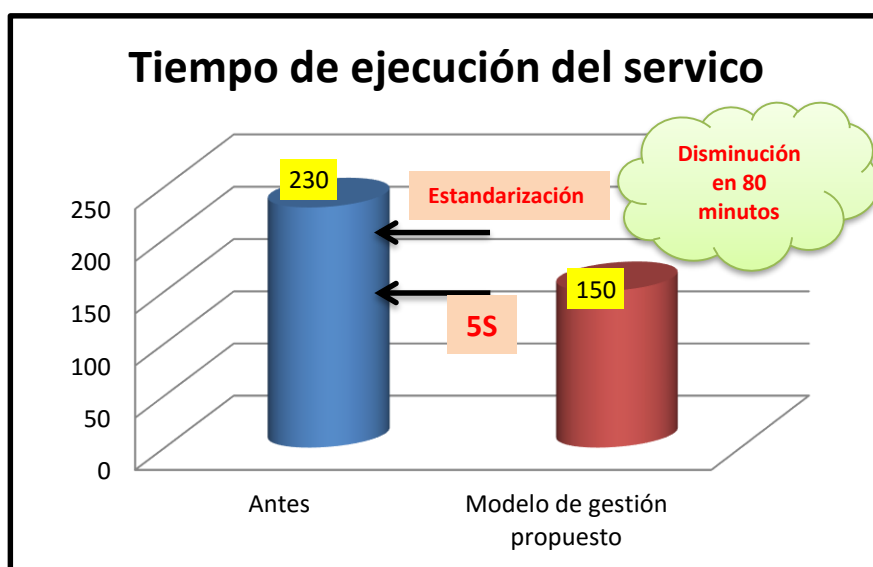 Tiempo de ejecución del servico
Disminución
en 80
minutos
230
Estandarización
250
200
150
100
50
0
150
5S
Antes
Modelo de gestión
propuesto